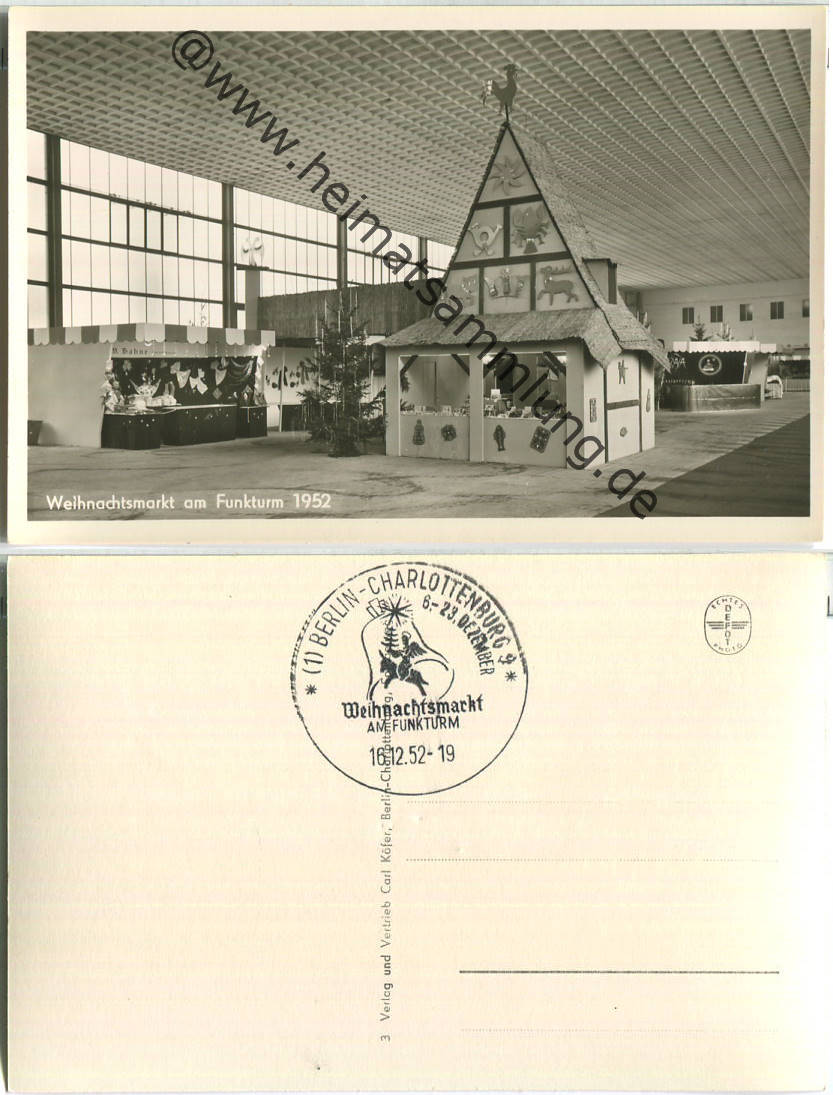 @www.heimatsammlung.de
Weihnachtsmarkt am Funkturm 1952
(1) BERLIN-CHARLOTTENBURG 9
6.-23. DEZEMBER
Weihnachtsmarkt
AM FUNKTURM
16.12.52-19
ECHTES
DEFOT
PHOTO
3 Verlag und Vertrieb Carl Köfer, Berlin-Charlottenburg,